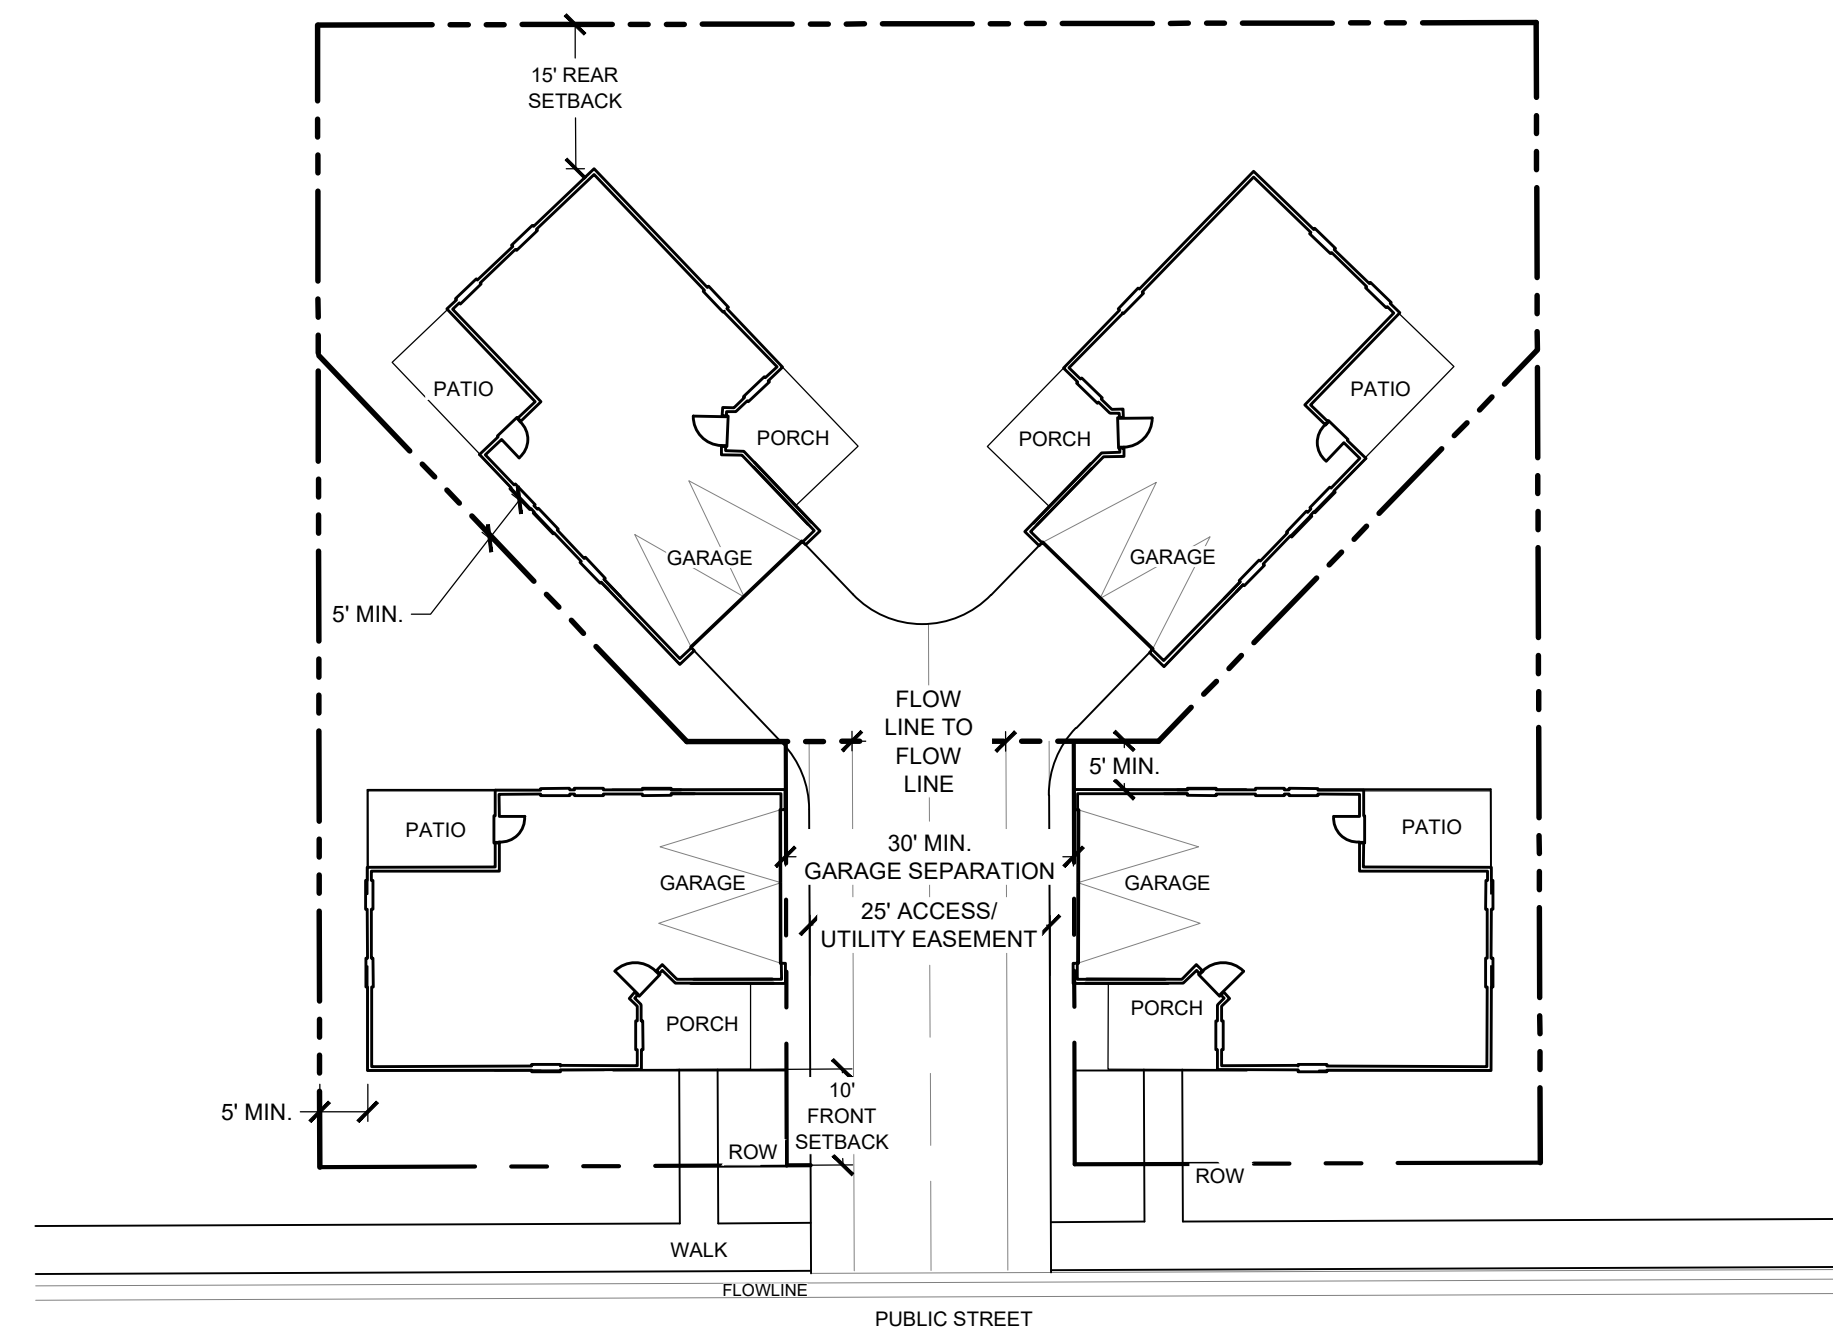 15' REAR
SETBACK
PATIO
PATIO
PORCH
PORCH
GARAGE
GARAGE
5' MIN.
FLOW
LINE TO
FLOW
LINE
5' MIN.
PATIO
PATIO
30' MIN.
GARAGE SEPARATION
GARAGE
GARAGE
25' ACCESS/
UTILITY EASEMENT
PORCH
PORCH
5' MIN.
10'
FRONT
SETBACK
ROW
ROW
WALK
FLOWLINE
PUBLIC STREET